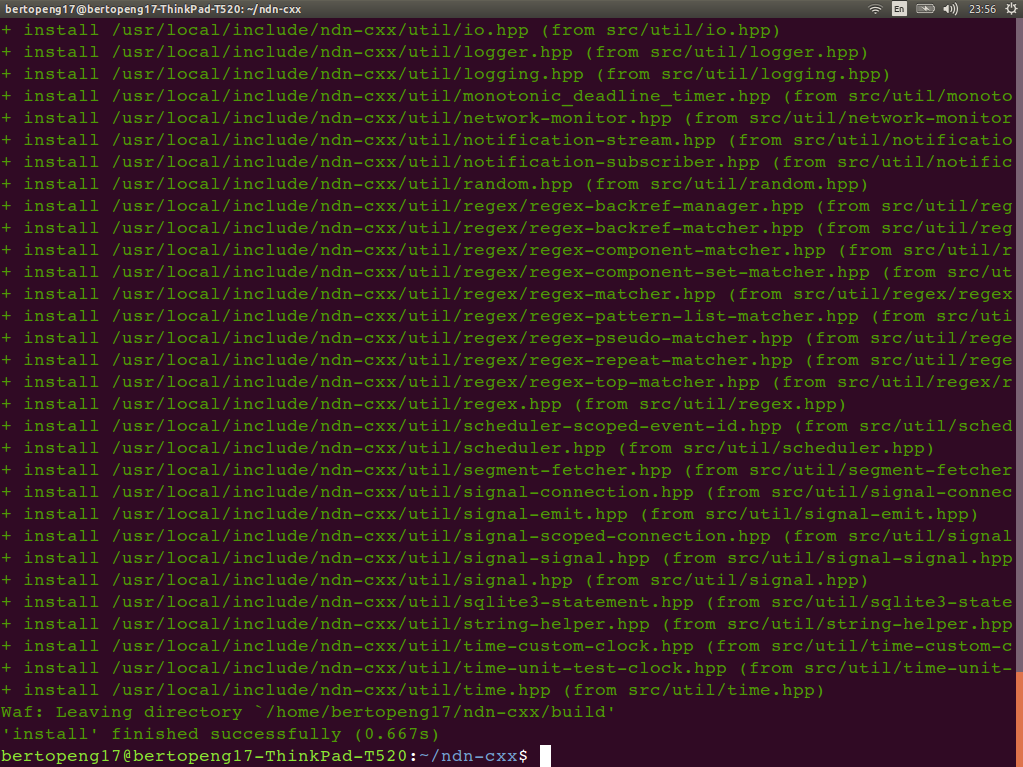 bertopeng17@bertopeng17-ThinkPad-T520: ~/ndn-cxx En 23:56
+ install /usr/local/include/ndn-cxx/util/io.hpp (from src/util/io.hpp)
+ install /usr/local/include/ndn-cxx/util/logger.hpp (from src/util/logger.hpp)
+ install /usr/local/include/ndn-cxx/util/logging.hpp (from src/util/logging.hpp)
+ install /usr/local/include/ndn-cxx/util/monotonic_deadline_timer.hpp (from src/util/monoto
+ install /usr/local/include/ndn-cxx/util/network-monitor.hpp (from src/util/network-monitor
+ install /usr/local/include/ndn-cxx/util/notification-stream.hpp (from src/util/notificatio
+ install /usr/local/include/ndn-cxx/util/notification-subscriber.hpp (from src/util/notific
+ install /usr/local/include/ndn-cxx/util/random.hpp (from src/util/random.hpp)
+ install /usr/local/include/ndn-cxx/util/regex/regex-backref-manager.hpp (from src/util/reg
+ install /usr/local/include/ndn-cxx/util/regex/regex-backref-matcher.hpp (from src/util/reg
+ install /usr/local/include/ndn-cxx/util/regex/regex-component-matcher.hpp (from src/util/r
+ install /usr/local/include/ndn-cxx/util/regex/regex-component-set-matcher.hpp (from src/ut
+ install /usr/local/include/ndn-cxx/util/regex/regex-matcher.hpp (from src/util/regex/regex
+ install /usr/local/include/ndn-cxx/util/regex/regex-pattern-list-matcher.hpp (from src/uti
+ install /usr/local/include/ndn-cxx/util/regex/regex-pseudo-matcher.hpp (from src/util/rege
+ install /usr/local/include/ndn-cxx/util/regex/regex-repeat-matcher.hpp (from src/util/rege
+ install /usr/local/include/ndn-cxx/util/regex/regex-top-matcher.hpp (from src/util/regex/r
+ install /usr/local/include/ndn-cxx/util/regex.hpp (from src/util/regex.hpp)
+ install /usr/local/include/ndn-cxx/util/scheduler-scoped-event-id.hpp (from src/util/sched
+ install /usr/local/include/ndn-cxx/util/scheduler.hpp (from src/util/scheduler.hpp)
+ install /usr/local/include/ndn-cxx/util/segment-fetcher.hpp (from src/util/segment-fetcher
+ install /usr/local/include/ndn-cxx/util/signal-connection.hpp (from src/util/signal-connec
+ install /usr/local/include/ndn-cxx/util/signal-emit.hpp (from src/util/signal-emit.hpp)
+ install /usr/local/include/ndn-cxx/util/signal-scoped-connection.hpp (from src/util/signal
+ install /usr/local/include/ndn-cxx/util/signal-signal.hpp (from src/util/signal-signal.hpp
+ install /usr/local/include/ndn-cxx/util/signal.hpp (from src/util/signal.hpp)
+ install /usr/local/include/ndn-cxx/util/sqlite3-statement.hpp (from src/util/sqlite3-state
+ install /usr/local/include/ndn-cxx/util/string-helper.hpp (from src/util/string-helper.hpp
+ install /usr/local/include/ndn-cxx/util/time-custom-clock.hpp (from src/util/time-custom-c
+ install /usr/local/include/ndn-cxx/util/time-unit-test-clock.hpp (from src/util/time-unit-
+ install /usr/local/include/ndn-cxx/util/time.hpp (from src/util/time.hpp)
Waf: Leaving directory `/home/bertopeng17/ndn-cxx/build'
'install' finished successfully (0.667s)
bertopeng17@bertopeng17-ThinkPad-T520:~/ndn-cxx$